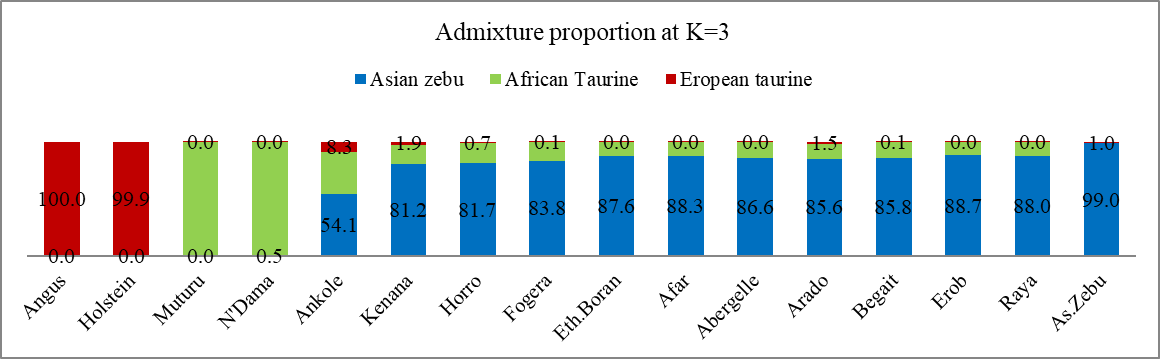 Admixture proportion at K=3
Asian zebu African Taurine Eropean taurine
0.0 0.0 8.3 1.9 0.7 0.1 0.0 0.0 0.0 1.5 0.1 0.0 0.0 1.0
100.0 99.9 54.1 81.2 81.7 83.8 87.6 88.3 86.6 85.6 85.8 88.7 88.0 99.0
0.0 0.0 0.0 0.5
Angus Holstein Muturu N'Dama Ankole Kenana Horro Fogera Eth.Boran Afar Abergelle Arado Begait Erob Raya As.Zebu